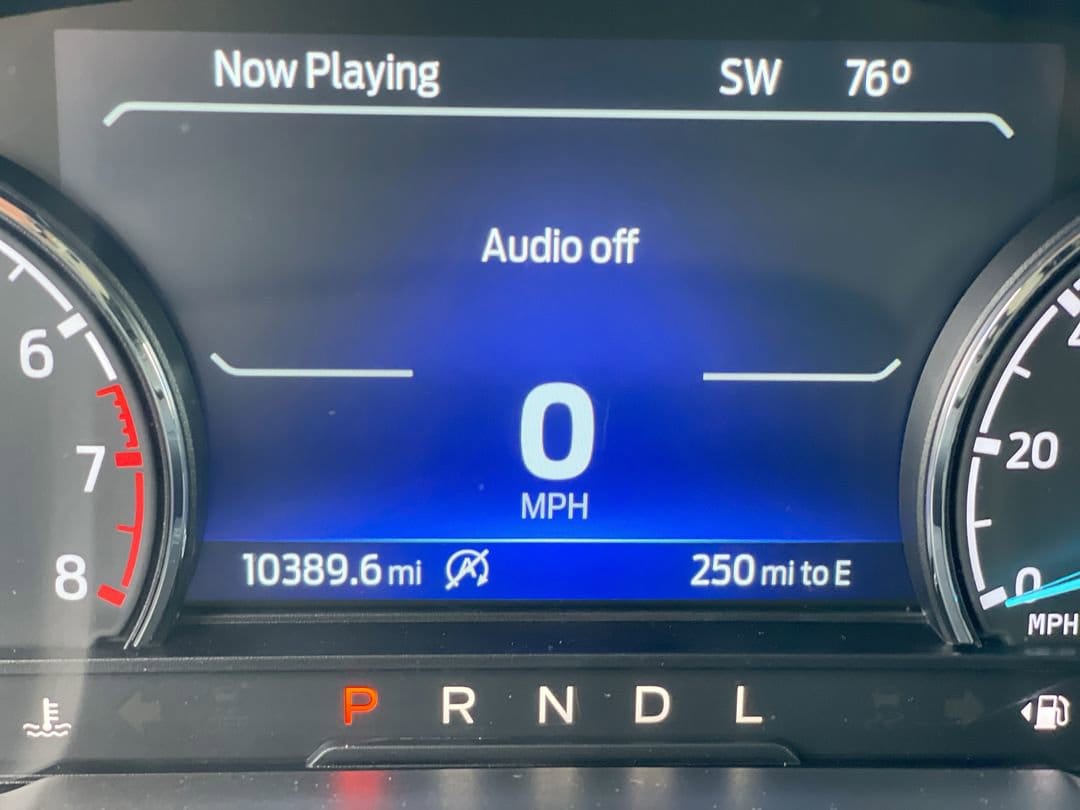 Now Playing SW 76º
Audio off
6
7
8
0
MPH
20
0
MPH
10389.6 mi 250 mi to E
P R N D L